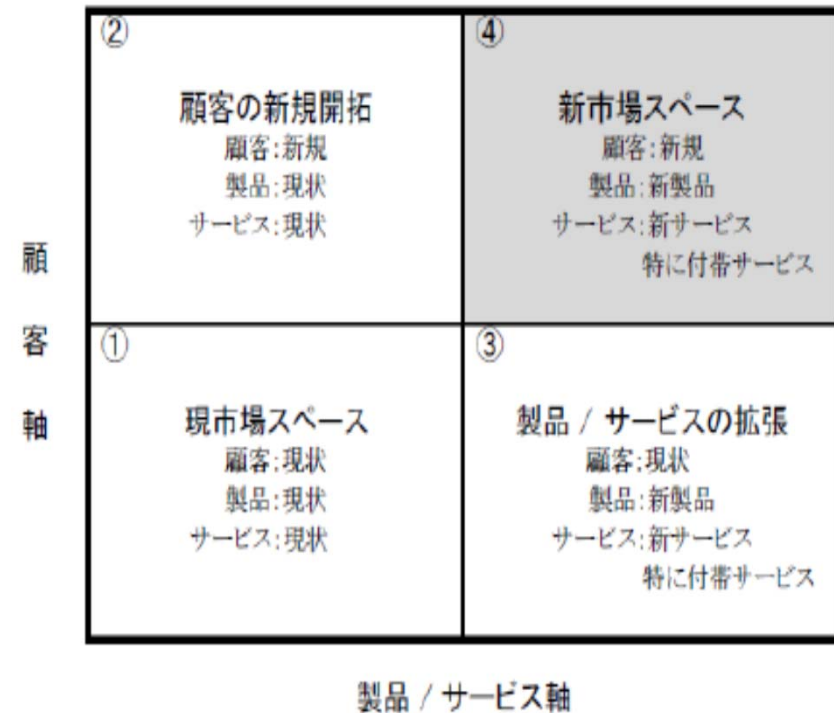 ②
顧客の新規開拓
顧客:新規
製品:現状
サービス:現状
④
新市場スペース
顧客:新規
製品:新製品
サービス:新サービス
特に付帯サービス
顧
客
軸
①
現市場スペース
顧客:現状
製品:現状
サービス:現状
③
製品 / サービスの拡張
顧客:現状
製品:新製品
サービス:新サービス
特に付帯サービス
製品 / サービス軸